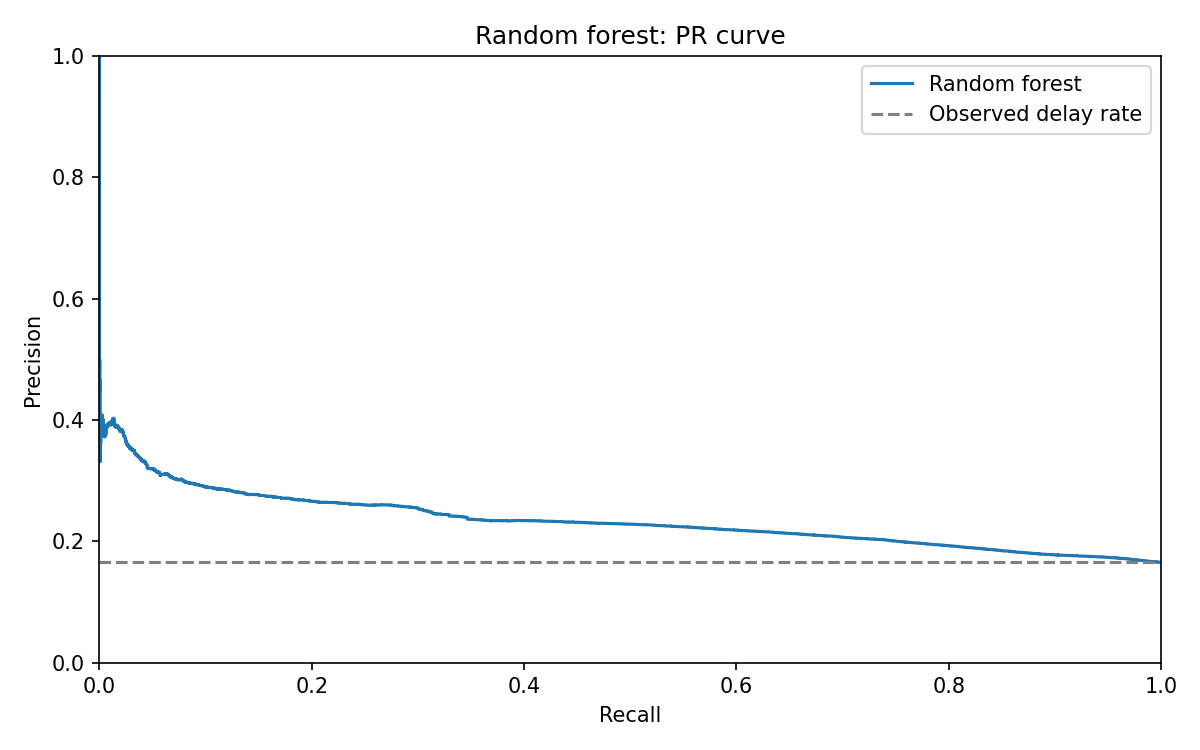 Random forest: PR curve
1.0
0.8
0.6
0.4
0.2
0.0
Precision
Random forest
Observed delay rate
0.0 0.2 0.4 0.6 0.8 1.0
Recall